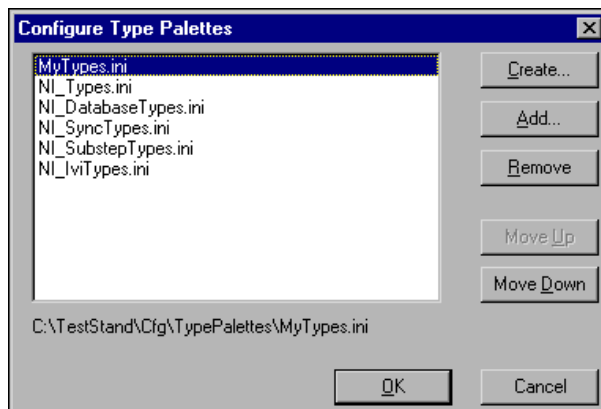 Configure Type Palettes
MyTypes.ini
NI_Types.ini
NI_DatabaseTypes.ini
NI_SyncTypes.ini
NI_SubstepTypes.ini
NI_IviTypes.ini
Create...
Add...
Remove
Move Up
Move Down
C:\TestStand\Cfg\TypePalettes\MyTypes.ini
OK
Cancel